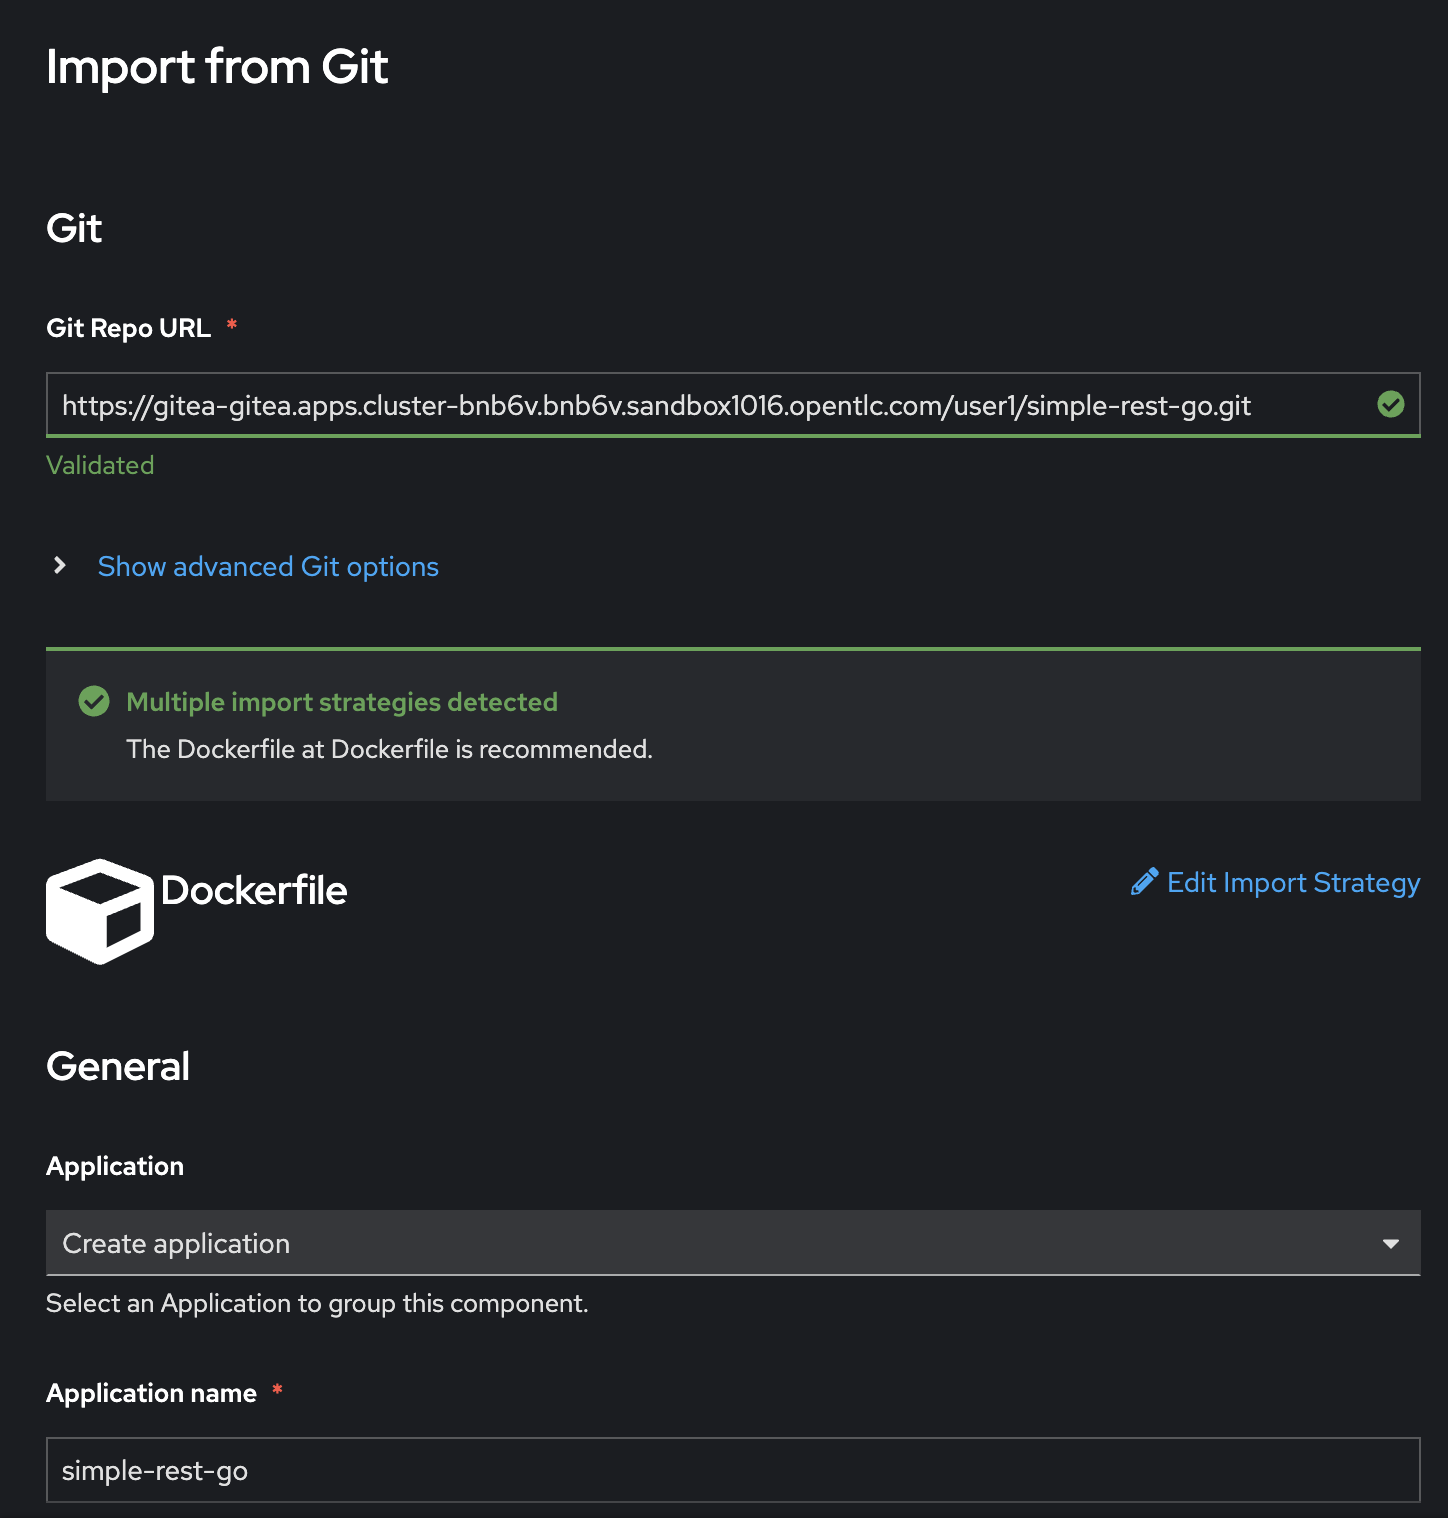 Import from Git
Git
Git Repo URL *
https://gitea-gitea.apps.cluster-bnb6v.bnb6v.sandbox1016.opentlc.com/user1/simple-rest-go.git
Validated
Show advanced Git options
Multiple import strategies detected
The Dockerfile at Dockerfile is recommended.
Dockerfile
Edit Import Strategy
General
Application
Create application
Select an Application to group this component.
Application name *
simple-rest-go